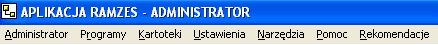 APLIKACJA RAMZES - ADMINISTRATOR
Administrator Programy Kartoteki Ustawienia Narzędzia Pomoc Rekomendacje